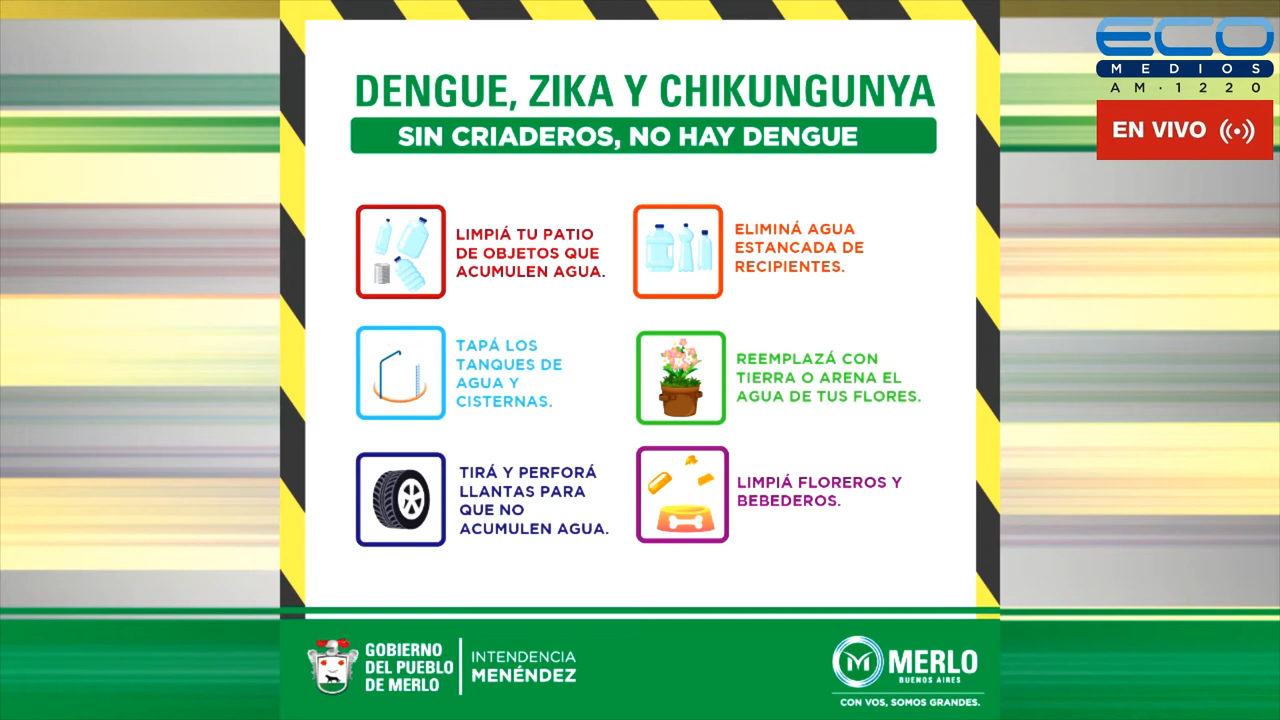 ECO
MEDIOS
AM·1220
EN VIVO
DENGUE, ZIKA Y CHIKUNGUNYA
SIN CRIADEROS, NO HAY DENGUE
LIMPIÁ TU PATIO
DE OBJETOS QUE
ACUMULEN AGUA.
ELIMINÁ AGUA
ESTANCADA DE
RECIPIENTES.
TAPÁ LOS
TANQUES DE
AGUA Y
CISTERNAS.
REEMPLAZÁ CON
TIERRA O ARENA EL
AGUA DE TUS FLORES.
TIRÁ Y PERFORÁ
LLANTAS PARA
QUE NO
ACUMULEN AGUA.
LIMPIÁ FLOREROS Y
BEBEDEROS.
GOBIERNO
DEL PUEBLO
DE MERLO
INTENDENCIA
MENÉNDEZ
MERLO
BUENOS AIRES
CON VOS, SOMOS GRANDES.